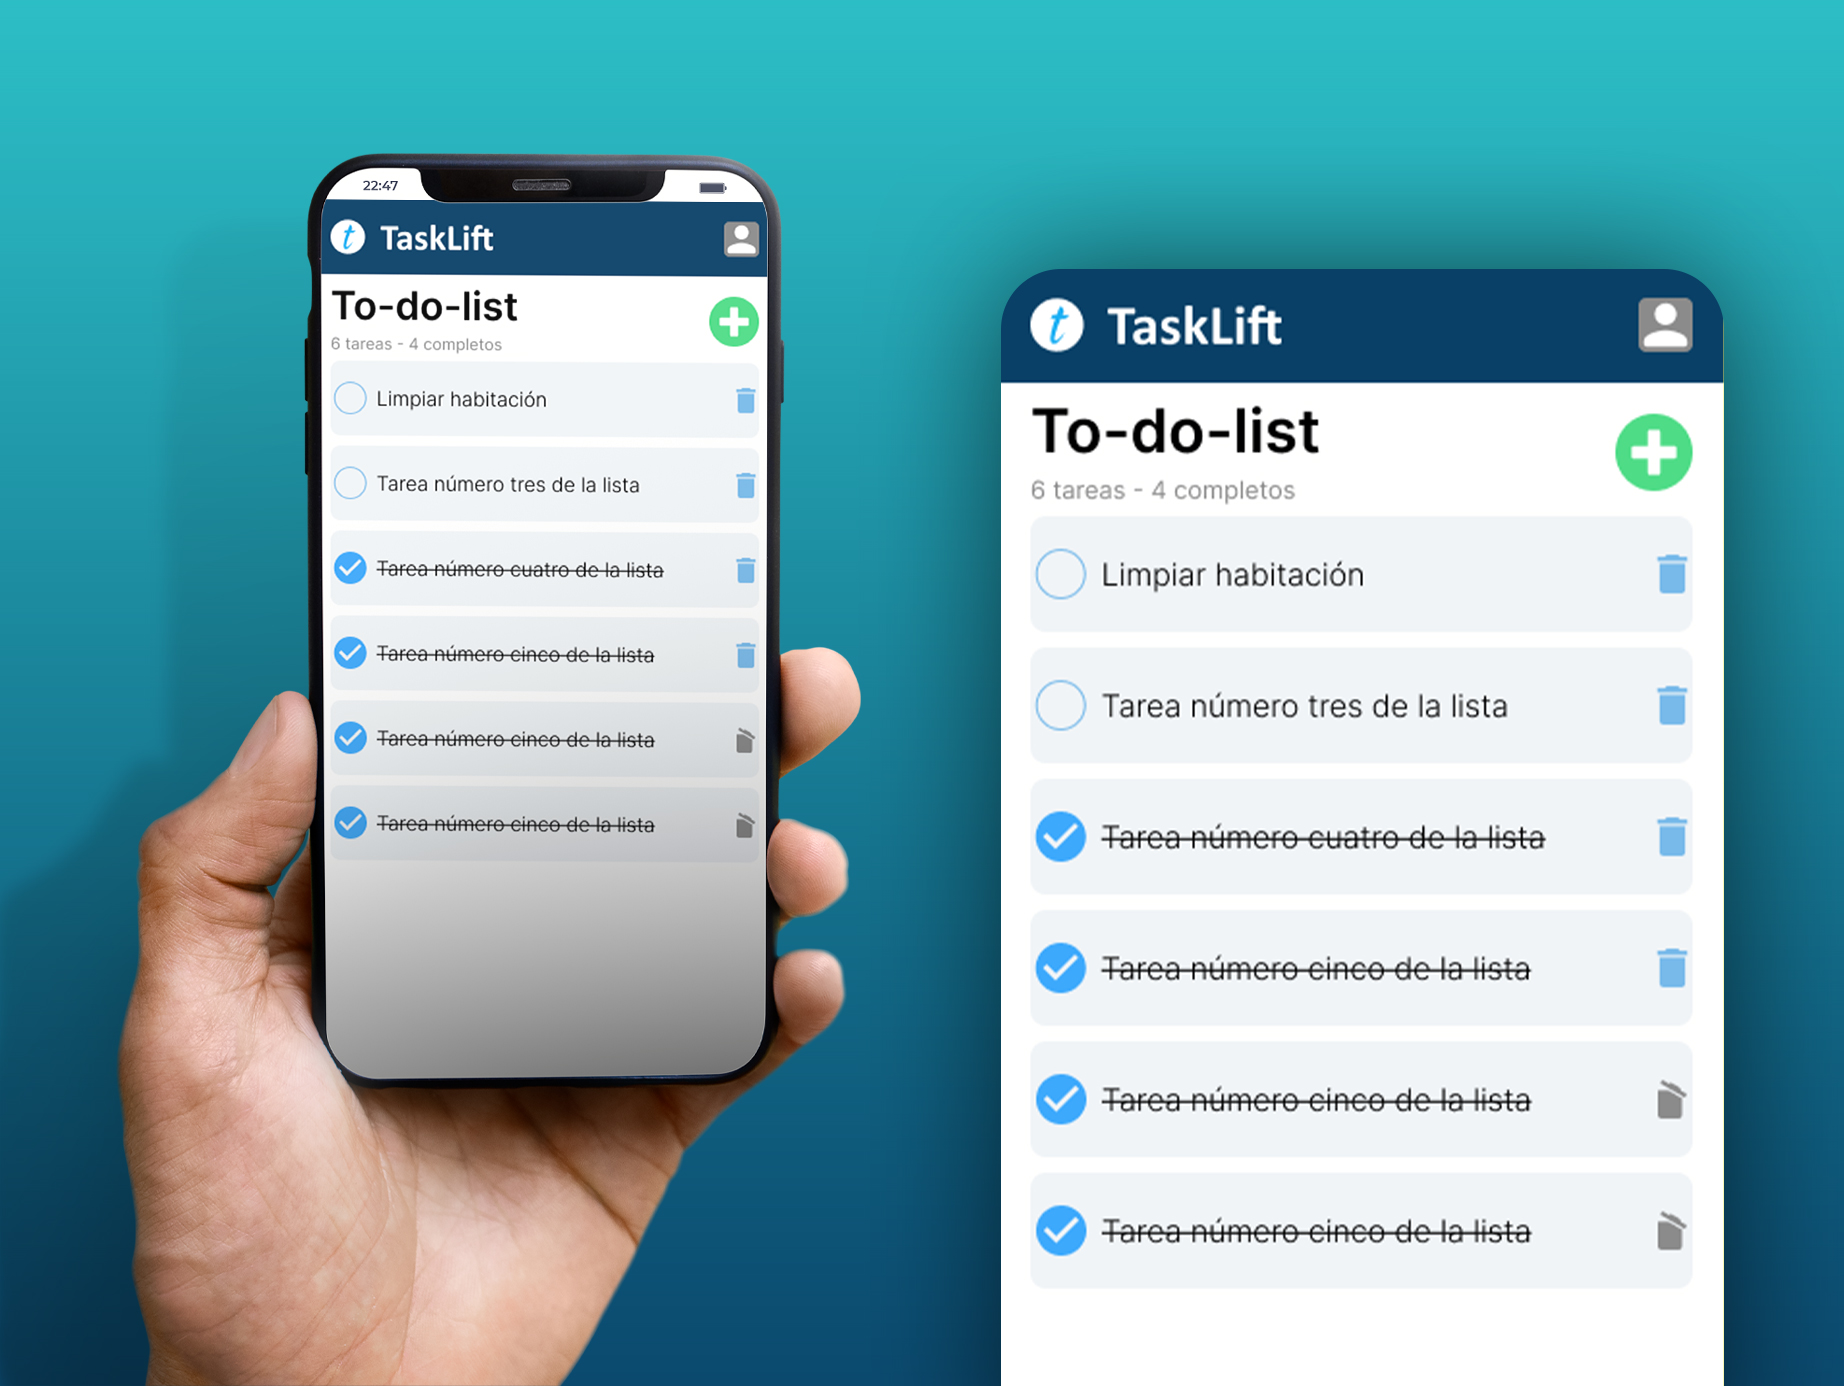 22:47
t TaskLift
To-do-list
6 tareas - 4 completos
Limpiar habitación
Tarea número tres de la lista
Tarea número cuatro de la lista
Tarea número cinco de la lista
Tarea número cinco de la lista
Tarea número cinco de la lista
t TaskLift
To-do-list
6 tareas - 4 completos
Limpiar habitación
Tarea número tres de la lista
Tarea número cuatro de la lista
Tarea número cinco de la lista
Tarea número cinco de la lista
Tarea número cinco de la lista